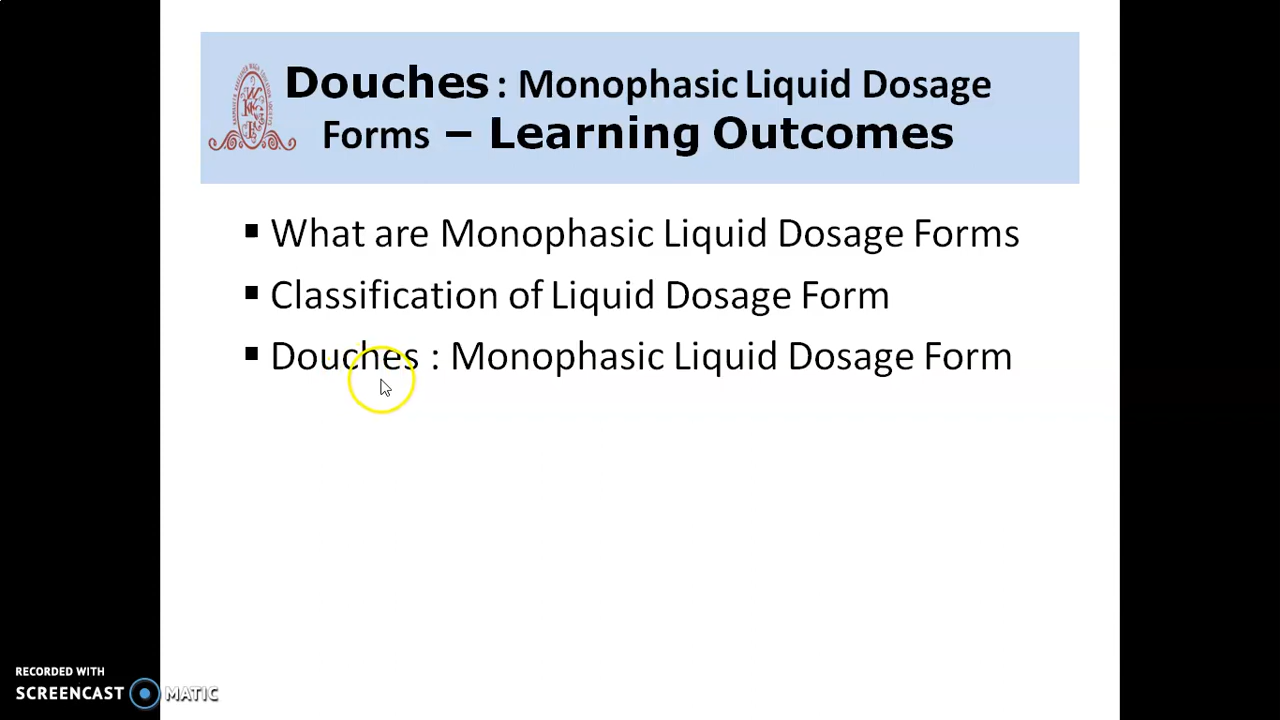 Douches : Monophasic Liquid Dosage
Forms – Learning Outcomes
▪ What are Monophasic Liquid Dosage Forms
▪ Classification of Liquid Dosage Form
▪ Douches : Monophasic Liquid Dosage Form
RECORDED WITH
SCREENCAST MATIC